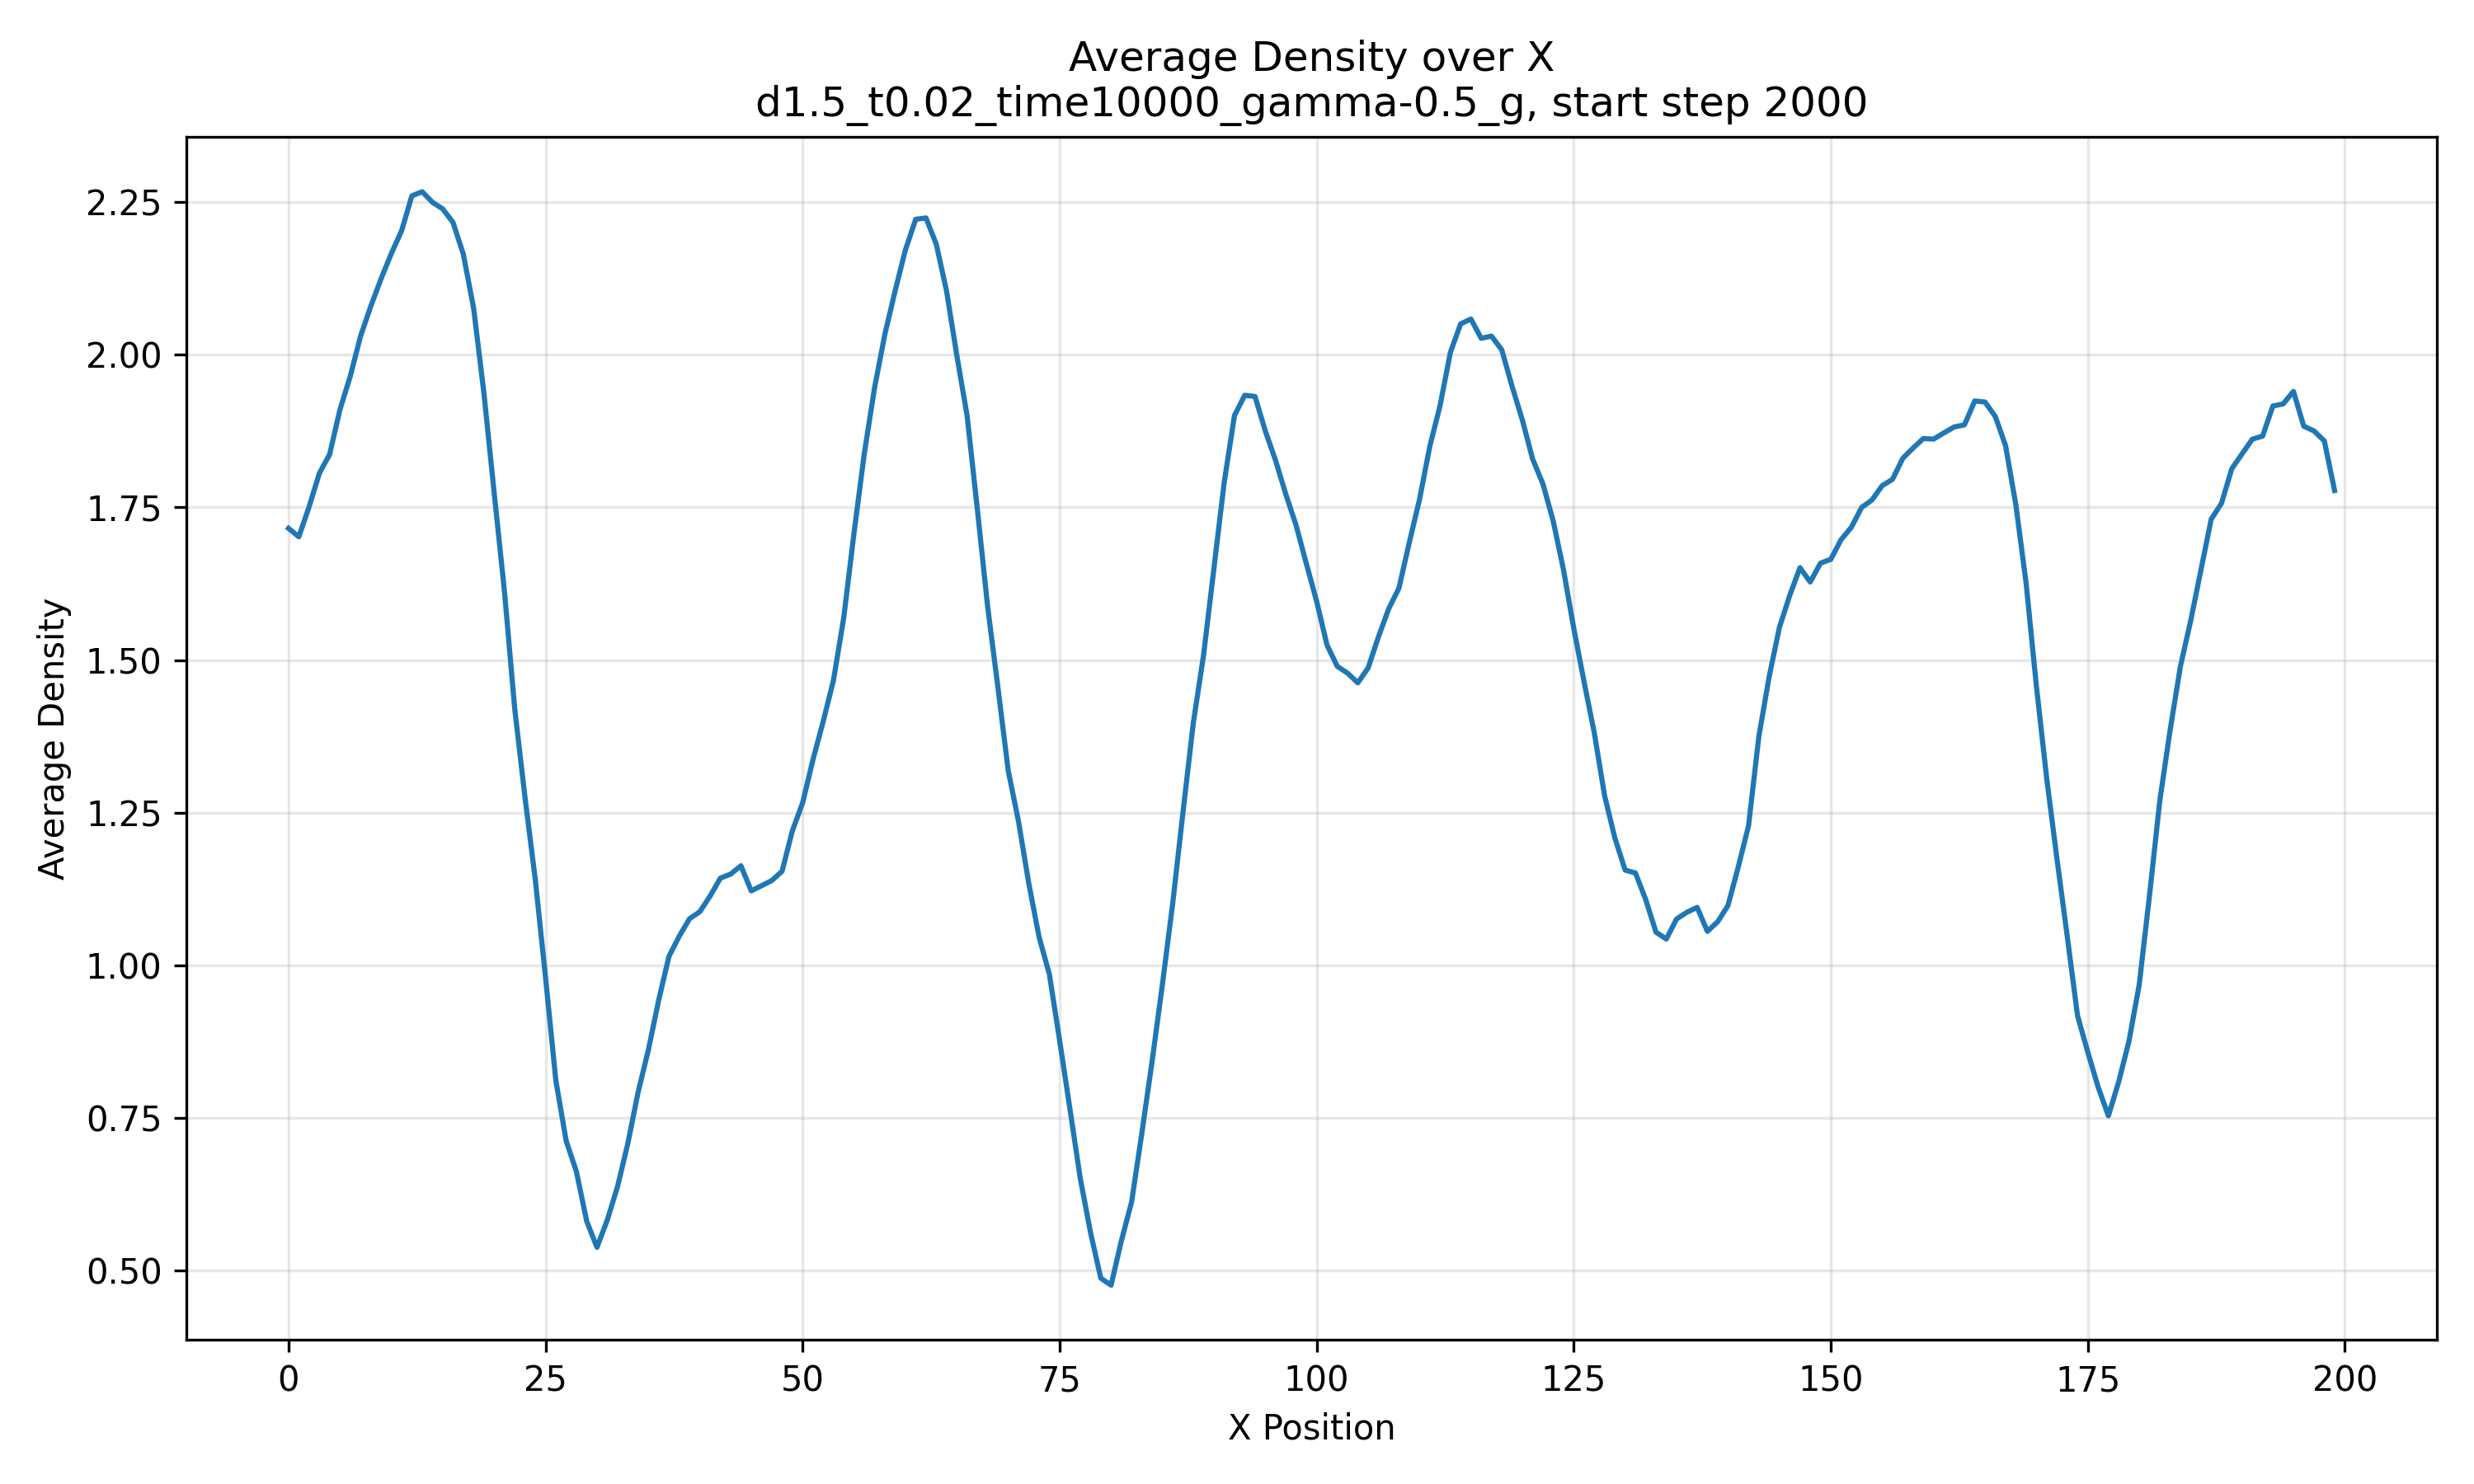 Average Density over X
d1.5_t0.02_time10000_gamma-0.5_g, start step 2000
Average Density
2.25
2.00
1.75
1.50
1.25
1.00
0.75
0.50
0 25 50 75 100 125 150 175 200
X Position